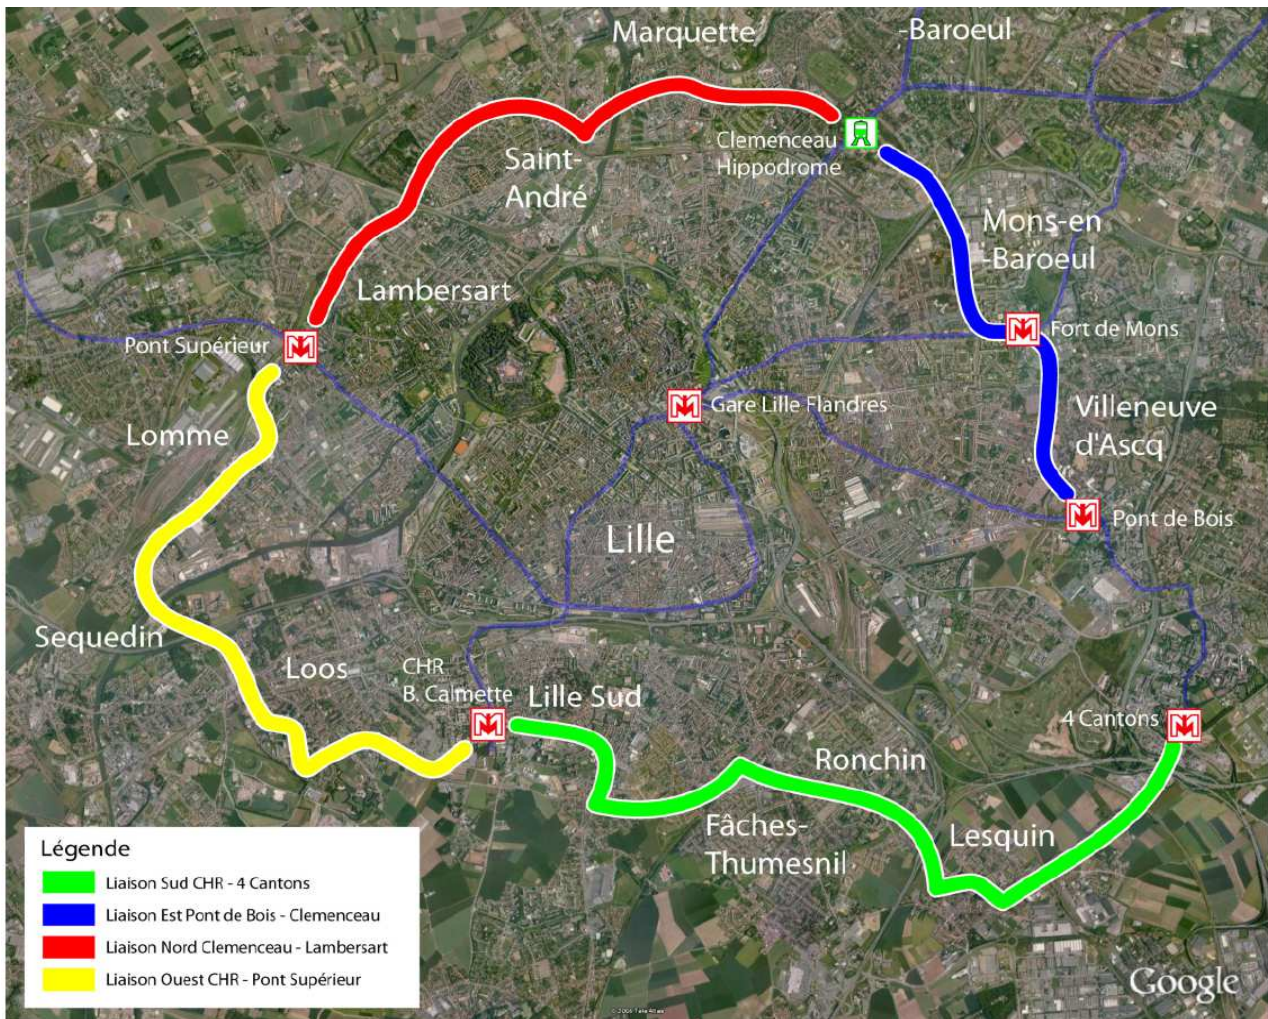 Marquette
-Baroeul
Clemenceau
Hippodrome
Saint-
André
Mons-en
-Baroeul
Lambersart
Pont Supérieur
Fort de Mons
Gare Lille Flandres
Villeneuve
d'Ascq
Lomme
Pont de Bois
Lille
Sequedin
Loos
CHR
B. Calmette
Lille Sud
4 Cantons
Ronchin
Fâches-
Thumesnil
Lesquin
Légende
Liaison Sud CHR - 4 Cantons
Liaison Est Pont de Bois - Clemenceau
Liaison Nord Clemenceau - Lambersart
Liaison Ouest CHR - Pont Supérieur
Google